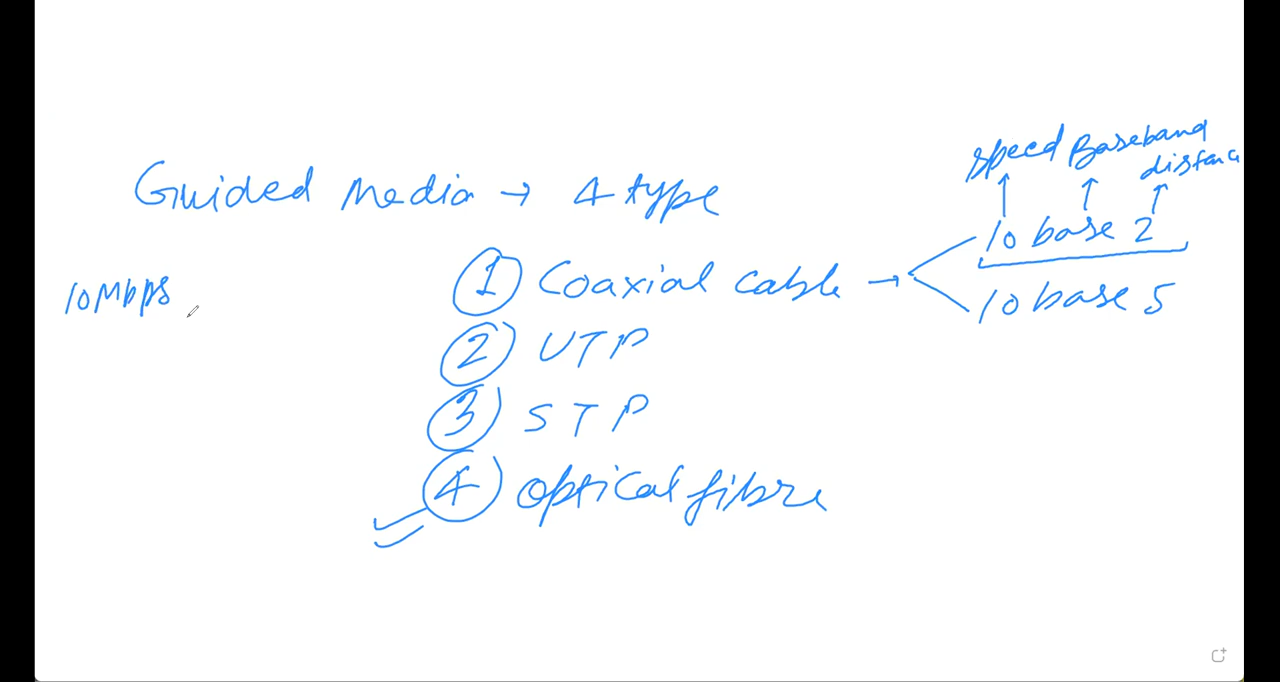 speed Baseband
distanc
Guided Media → 4 type
10 base 2
① Coaxial cable →
10Mbps
10 base 5
② UTP
③ STP
④ optical fibre